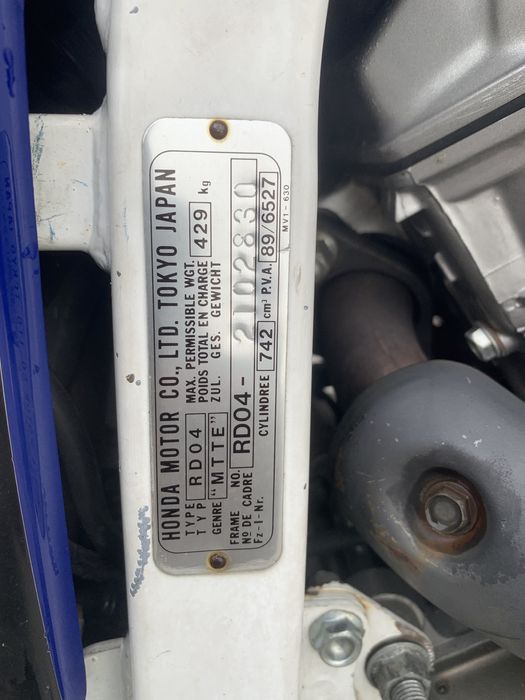 HONDA MOTOR CO., LTD. TOKYO JAPAN
TYPE
TYP
RD04
MAX. PERMISSIBLE WGT.
POIDS TOTAL EN CHARGE
ZUL. GES. GEWICHT
429 kg
GENRE "MTTE"
FRAME NO.
Nº DE CADRE
Fz-I-Nr.
RD04-2102830
CYLINDREE 742 cm³ P.V.A. 89/6527
MV1-630